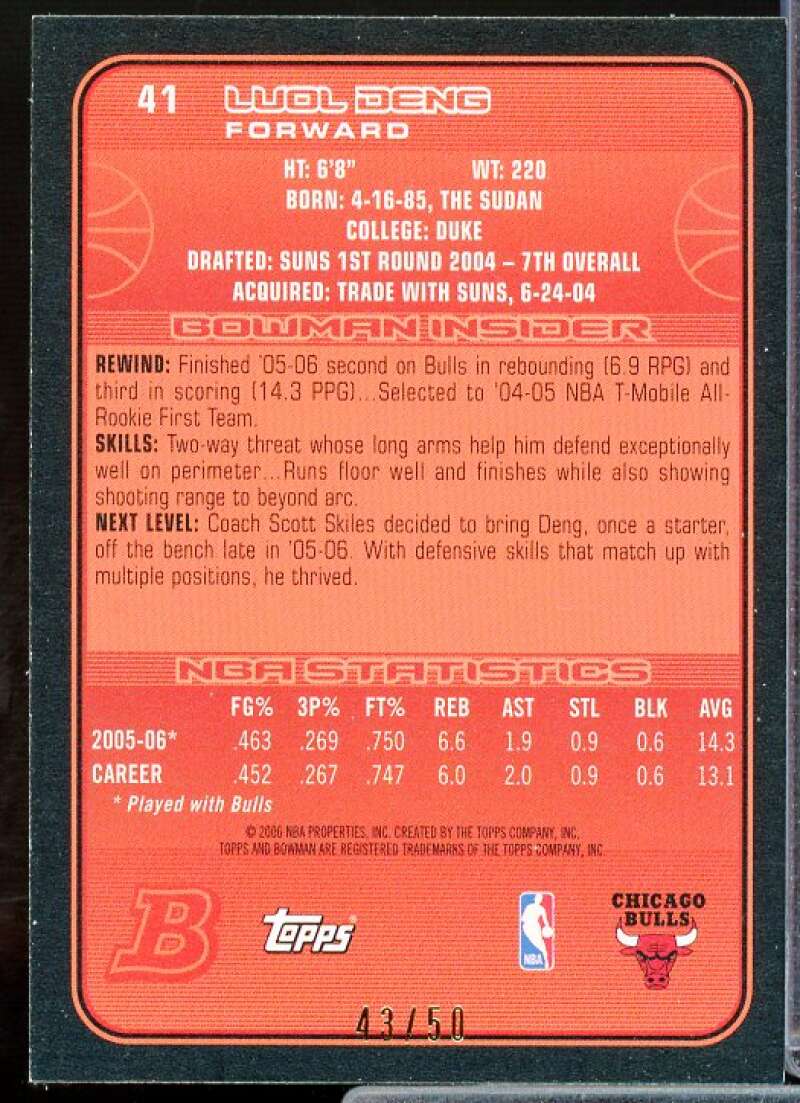 41 LUOL DENG
FORWARD
HT: 6'8" WT: 220
BORN: 4-16-85, THE SUDAN
COLLEGE: DUKE
DRAFTED: SUNS 1ST ROUND 2004 – 7TH OVERALL
ACQUIRED: TRADE WITH SUNS, 6-24-04
BOWMAN INSIDER
REWIND: Finished '05-06 second on Bulls in rebounding (6.9 RPG) and
third in scoring (14.3 PPG)...Selected to '04-05 NBA T-Mobile All-
Rookie First Team.
SKILLS: Two-way threat whose long arms help him defend exceptionally
well on perimeter...Runs floor well and finishes while also showing
shooting range to beyond arc.
NEXT LEVEL: Coach Scott Skiles decided to bring Deng, once a starter,
off the bench late in '05-06. With defensive skills that match up with
multiple positions, he thrived.
NBA STATISTICS
FG% 3P% FT% REB AST STL BLK AVG
2005-06* .463 .269 .750 6.6 1.9 0.9 0.6 14.3
CAREER .452 .267 .747 6.0 2.0 0.9 0.6 13.1
* Played with Bulls
© 2006 NBA PROPERTIES, INC. CREATED BY THE TOPPS COMPANY, INC.
TOPPS AND BOWMAN ARE REGISTERED TRADEMARKS OF THE TOPPS COMPANY, INC.
B topps NBA
CHICAGO
BULLS
43/50